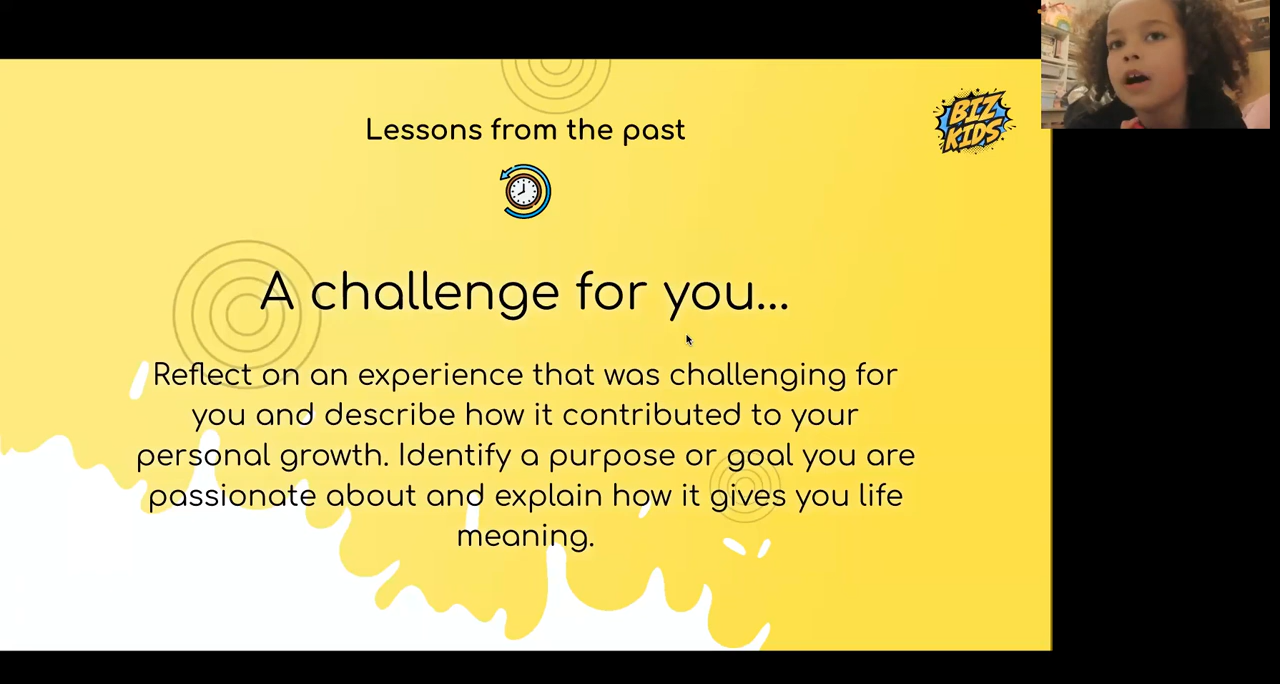 Lessons from the past
BIZ
KIDS
A challenge for you...
Reflect on an experience that was challenging for
you and describe how it contributed to your
personal growth. Identify a purpose or goal you are
passionate about and explain how it gives you life
meaning.